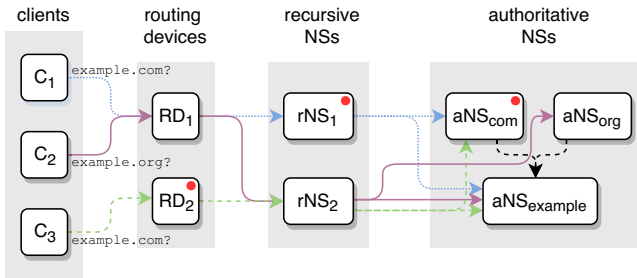 clients
routing
devices
recursive
NSs
authoritative
NSs
C1
example.com?
C2
example.org?
C3
example.com?
RD1
RD2
rNS1
rNS2
aNScom
aNSorg
aNSexample